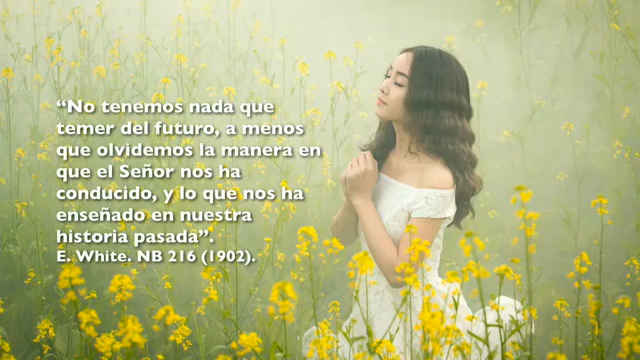 “No tenemos nada que
temer del futuro, a menos
que olvidemos la manera en
que el Señor nos ha
conducido, y lo que nos ha
enseñado en nuestra
historia pasada”.
E. White. NB 216 (1902).